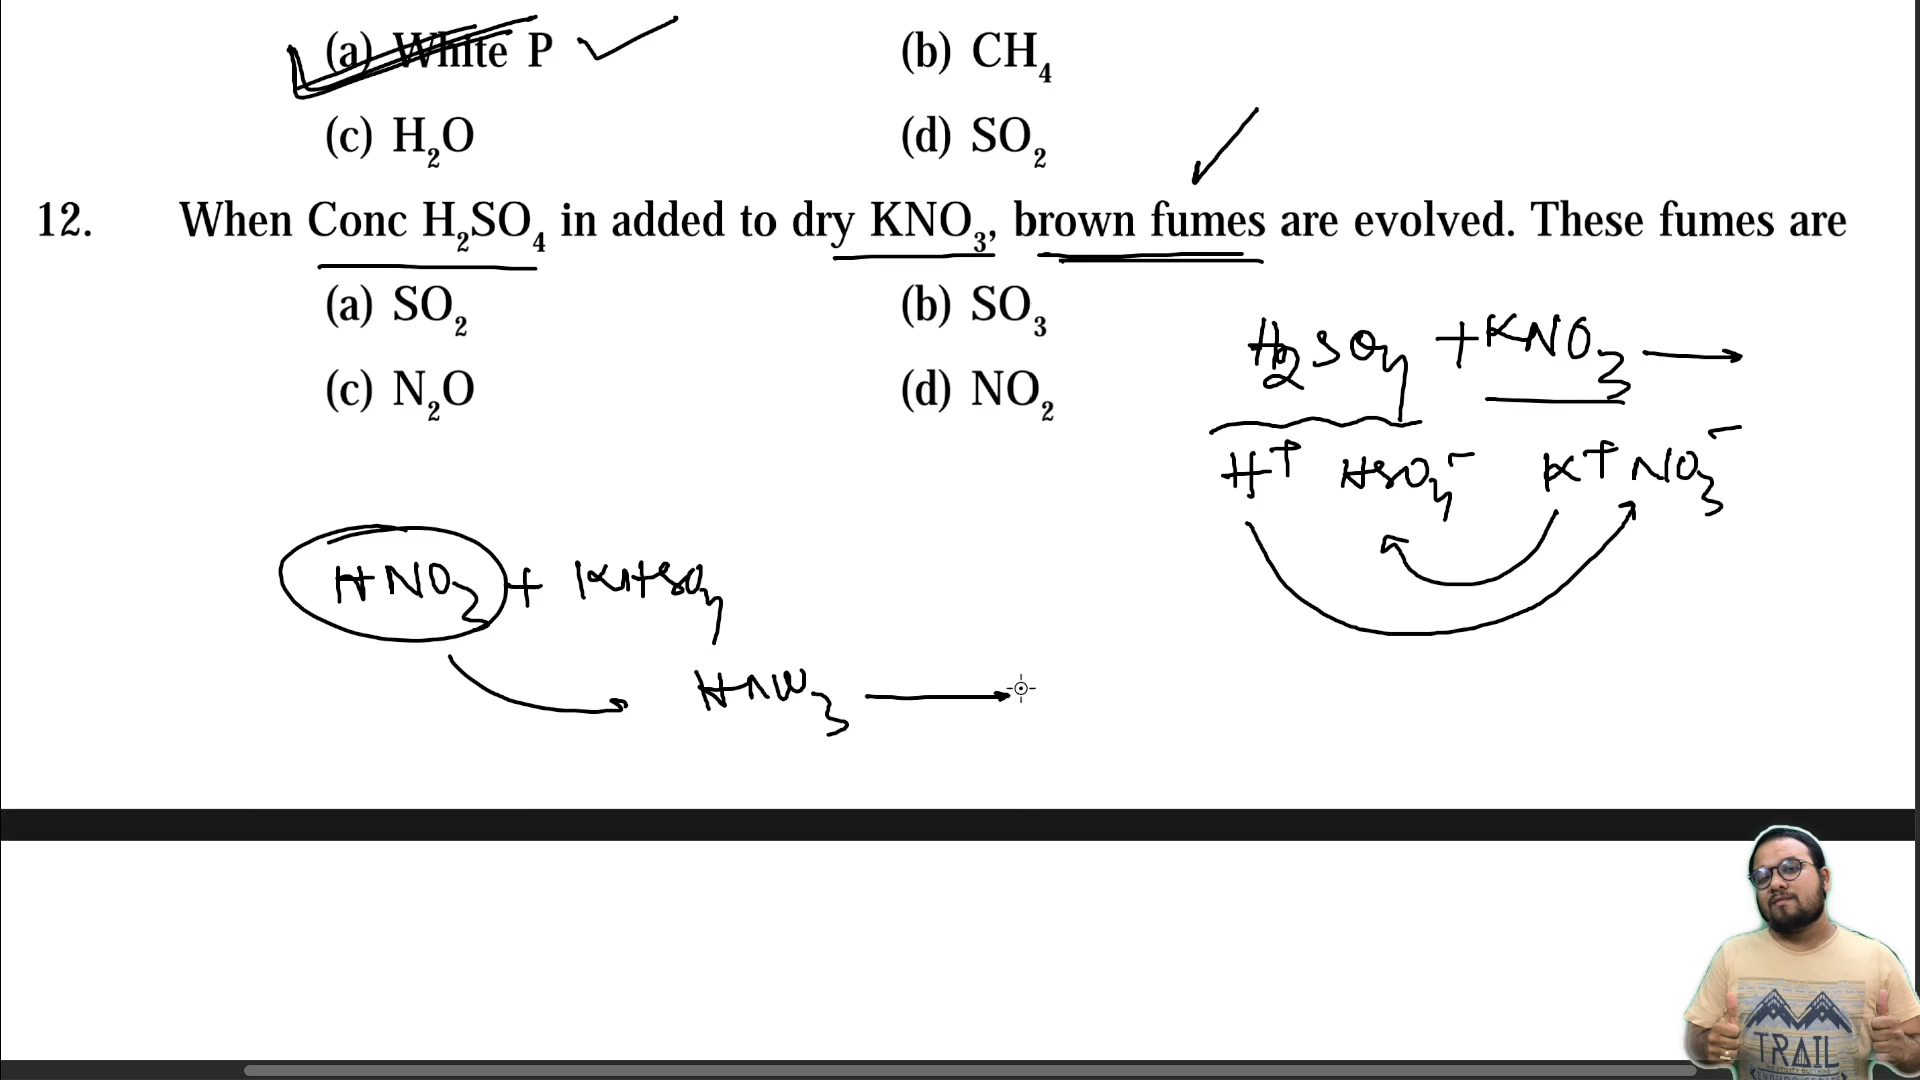 (a) White P (b) CH₄
(c) H₂O (d) SO₂
12. When Conc H₂SO₄ in added to dry KNO₃, brown fumes are evolved. These fumes are
(a) SO₂ (b) SO₃
(c) N₂O (d) NO₂
H₂SO₄ + KNO₃ →
H⁺ HSO₄⁻ K⁺ NO₃⁻
HNO₃ + KHSO₄
HNO₃ →
TRAIL